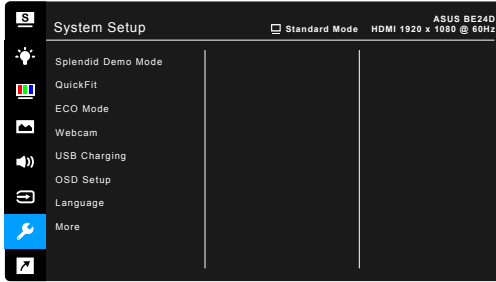 S
System Setup
Standard Mode
ASUS BE24D
HDMI 1920 x 1080 @ 60Hz
Splendid Demo Mode
QuickFit
ECO Mode
Webcam
USB Charging
OSD Setup
Language
More